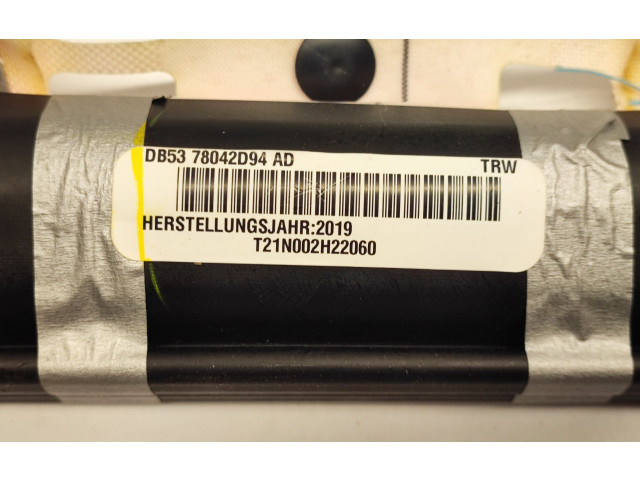 DB53 78042D94 AD TRW
HERSTELLUNGSJAHR:2019
T21N002H22060